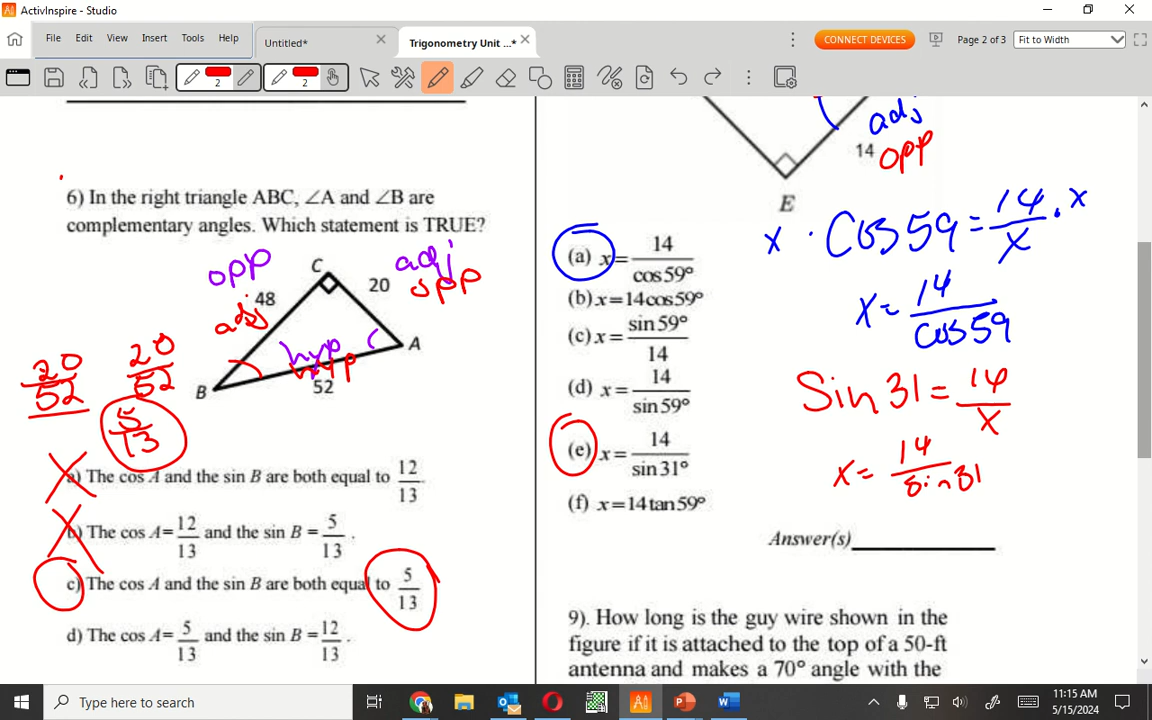 ActivInspire - Studio
File Edit View Insert Tools Help
Untitled*
Trigonometry Unit ...*
CONNECT DEVICES
Page 2 of 3
Fit to Width
2
2
6) In the right triangle ABC, ∠A and ∠B are
complementary angles. Which statement is TRUE?
opp
C
adj
48
20
opp
adj
hyp
A
hyp
B
52
20
52
20
52
5
13
a) The cos A and the sin B are both equal to 12/13.
b) The cos A= 12/13 and the sin B = 5/13 .
c) The cos A and the sin B are both equal to 5/13
d) The cos A= 5/13 and the sin B= 12/13 .
adj
14
opp
E
(a) x= 14/cos59°
(b) x=14cos59°
(c) x= sin59°/14
(d) x= 14/sin59°
(e) x= 14/sin31°
(f) x=14tan59°
x · Cos 59 = 14/x · x
x= 14/cos 59
Sin 31 = 14/x
x= 14/sin 31
Answer(s)
9). How long is the guy wire shown in the
figure if it is attached to the top of a 50-ft
antenna and makes a 70° angle with the
Type here to search
11:15 AM
5/15/2024